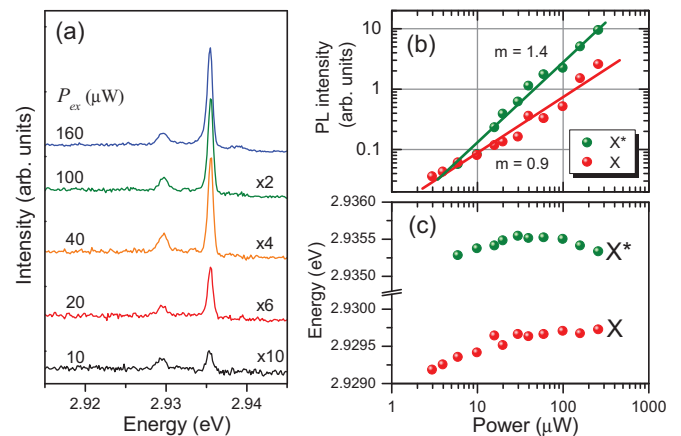 (a)
P_ex (μW)
160
100
x2
40
x4
20
x6
10
x10
Intensity (arb. units)
2.92
2.93
2.94
Energy (eV)
(b)
PL intensity
(arb. units)
10
1
0.1
m = 1.4
m = 0.9
X*
X
(c)
Energy (eV)
2.9360
2.9355
2.9350
2.9300
2.9295
2.9290
X*
X
1
10
100
1000
Power (μW)